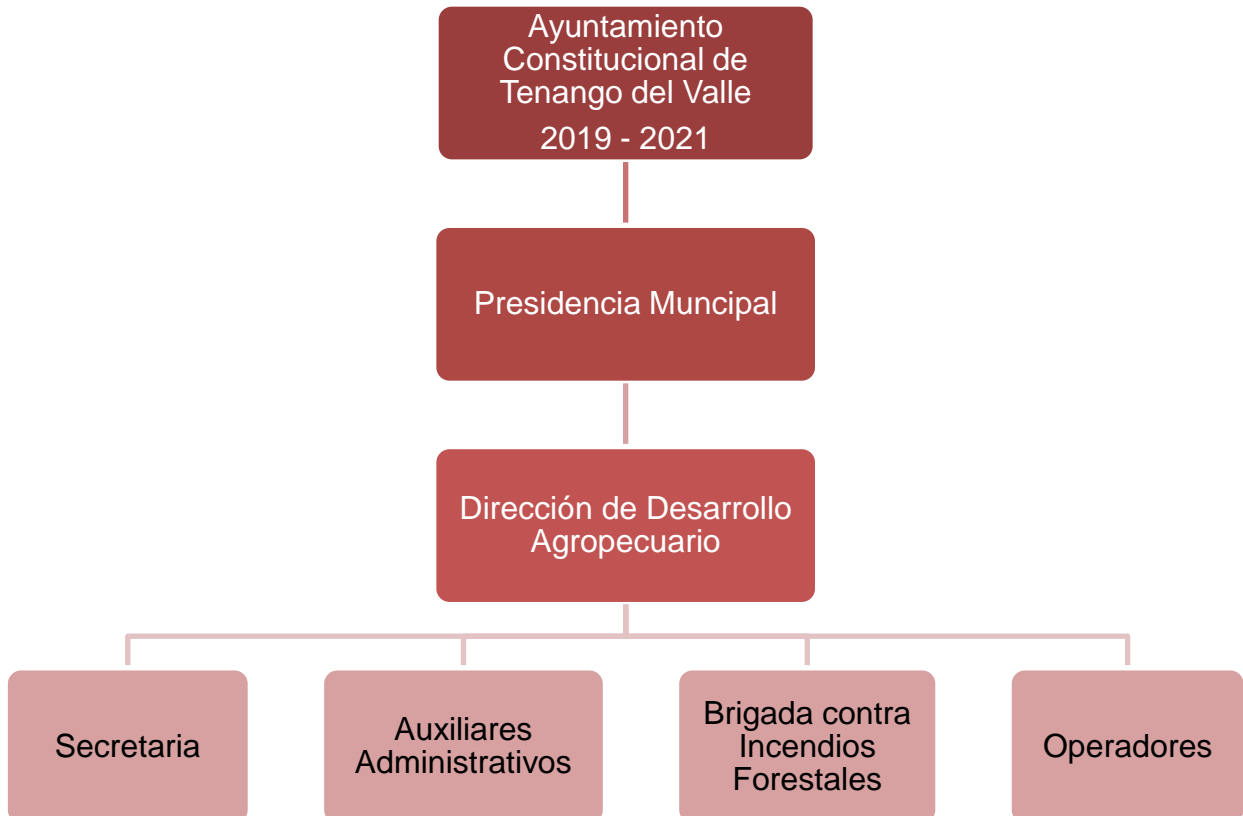 Ayuntamiento
Constitucional de
Tenango del Valle
2019 - 2021
Presidencia Muncipal
Dirección de Desarrollo
Agropecuario
Secretaria
Auxiliares
Administrativos
Brigada contra
Incendios
Forestales
Operadores